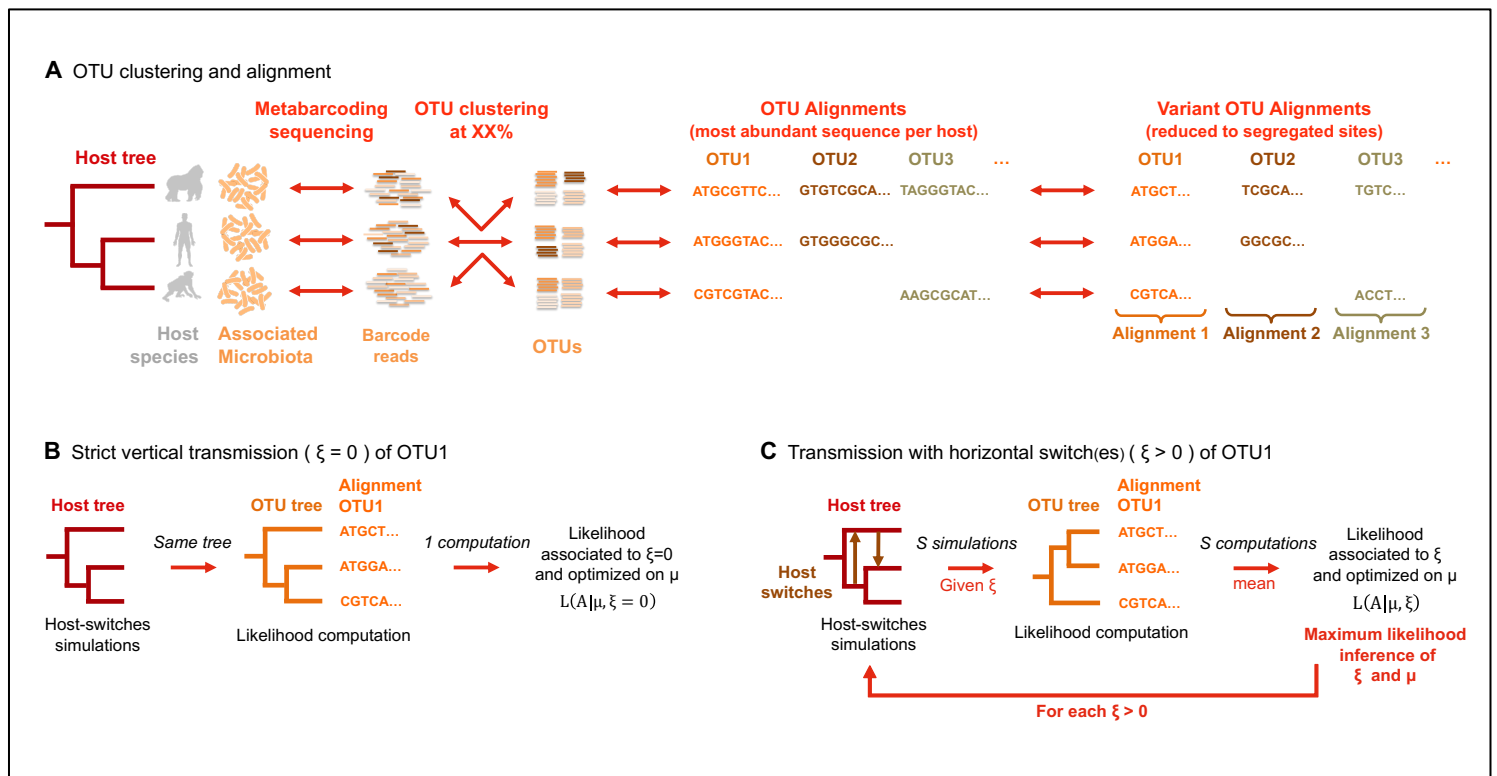 A OTU clustering and alignment
Metabarcoding
sequencing
OTU clustering
at XX%
OTU Alignments
(most abundant sequence per host)
Variant OTU Alignments
(reduced to segregated sites)
Host tree
OTU1
OTU2
OTU3
...
OTU1
OTU2
OTU3
...
ATGCGTTC...
GTGTCGCA...
TAGGGTAC...
ATGCT...
TCGCA...
TGTC...
ATGGGTAC...
GTGGGCGC...
ATGGA...
GGCGC...
CGTCGTAC...
AAGCGCAT...
CGTCA...
ACCT...
Host
species
Associated
Microbiota
Barcode
reads
OTUs
Alignment 1
Alignment 2
Alignment 3
B Strict vertical transmission ( ξ = 0 ) of OTU1
Host tree
OTU tree
Alignment
OTU1
Same tree
ATGCT...
ATGGA...
CGTCA...
1 computation
Likelihood
associated to ξ=0
and optimized on μ
L(A|μ, ξ = 0)
Host-switches
simulations
Likelihood computation
C Transmission with horizontal switch(es) ( ξ > 0 ) of OTU1
Host tree
OTU tree
Alignment
OTU1
Host
switches
S simulations
Given ξ
ATGCT...
ATGGA...
CGTCA...
S computations
mean
Likelihood
associated to ξ
and optimized on μ
L(A|μ, ξ)
Host-switches
simulations
Likelihood computation
Maximum likelihood
inference of
ξ and μ
For each ξ > 0